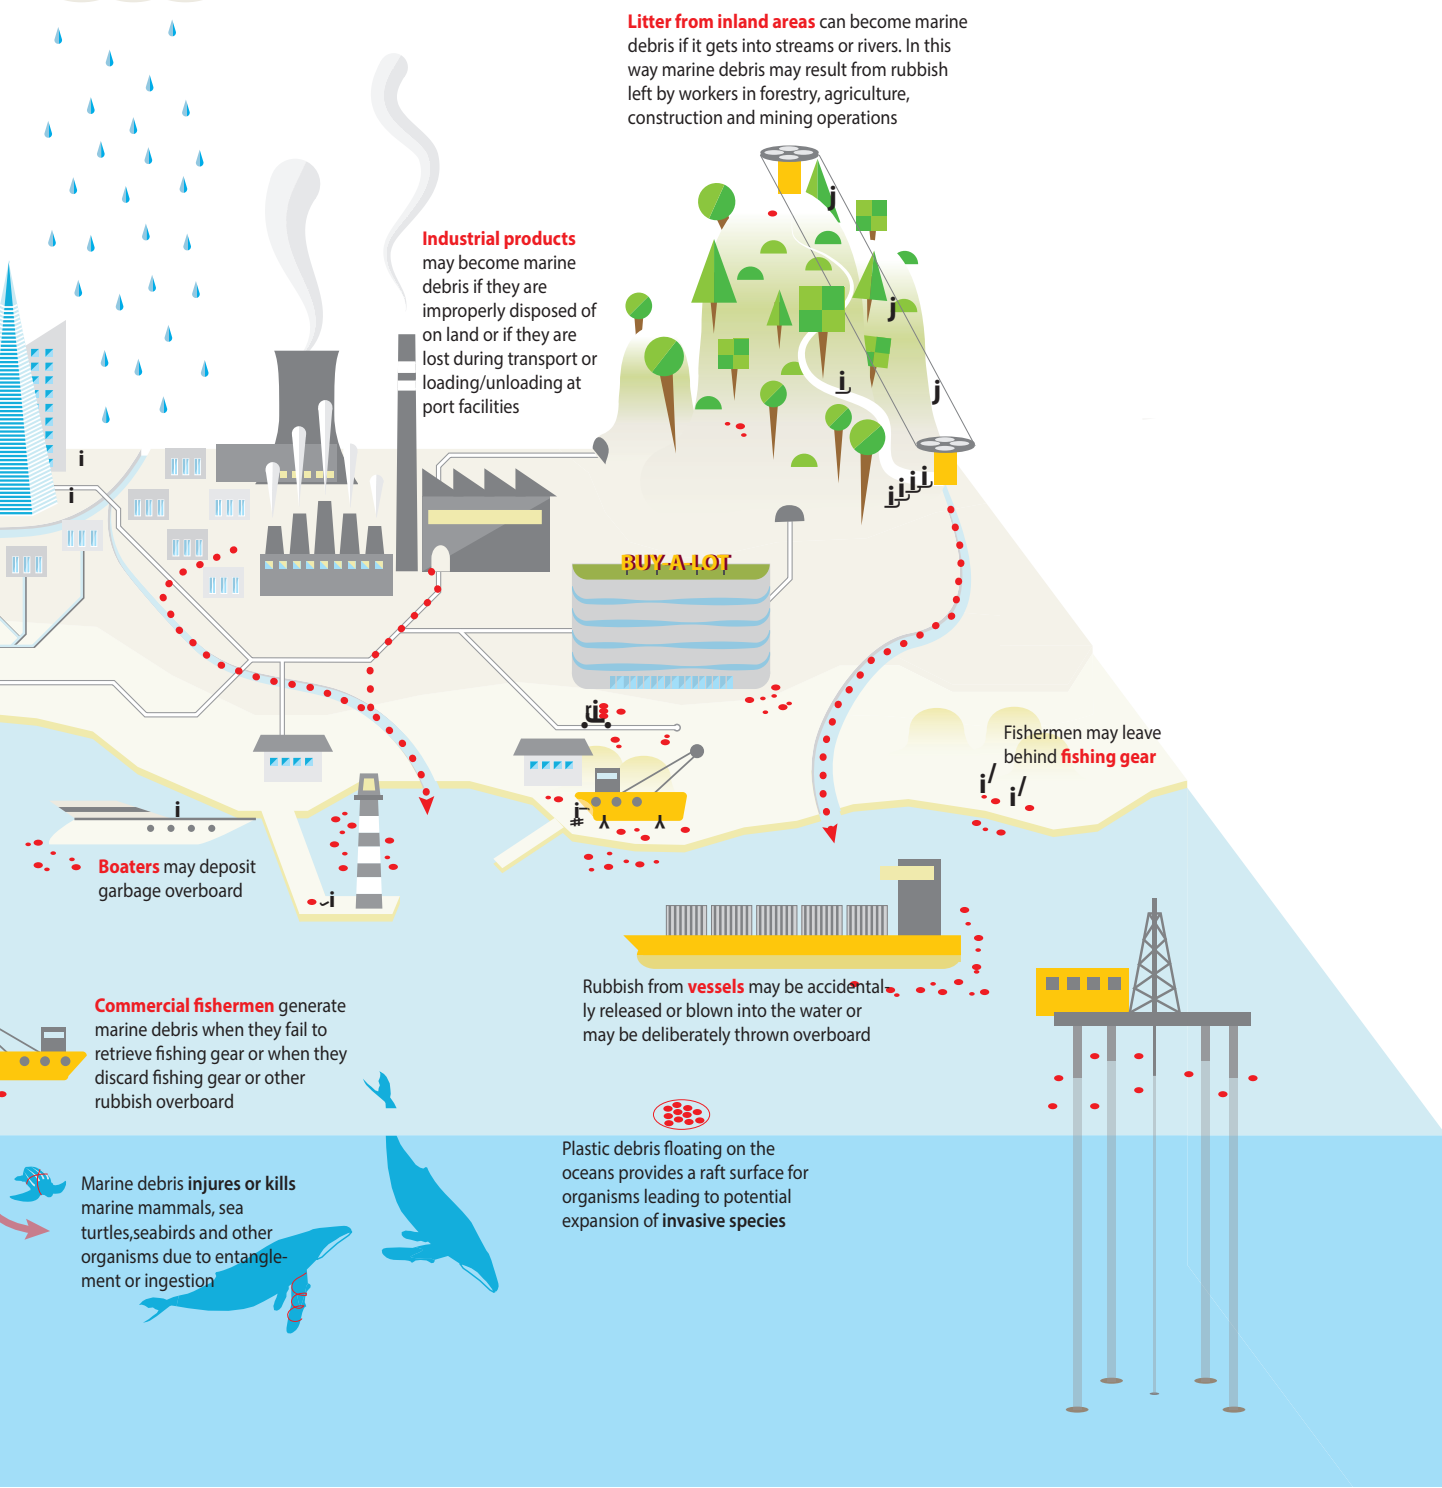 Litter from inland areas can become marine
debris if it gets into streams or rivers. In this
way marine debris may result from rubbish
left by workers in forestry, agriculture,
construction and mining operations
Industrial products
may become marine
debris if they are
improperly disposed of
on land or if they are
lost during transport or
loading/unloading at
port facilities
BUY-A-LOT
Fishermen may leave
behind fishing gear
Boaters may deposit
garbage overboard
Rubbish from vessels may be accidental-
ly released or blown into the water or
may be deliberately thrown overboard
Commercial fishermen generate
marine debris when they fail to
retrieve fishing gear or when they
discard fishing gear or other
rubbish overboard
Plastic debris floating on the
oceans provides a raft surface for
organisms leading to potential
expansion of invasive species
Marine debris injures or kills
marine mammals, sea
turtles,seabirds and other
organisms due to entangle-
ment or ingestion